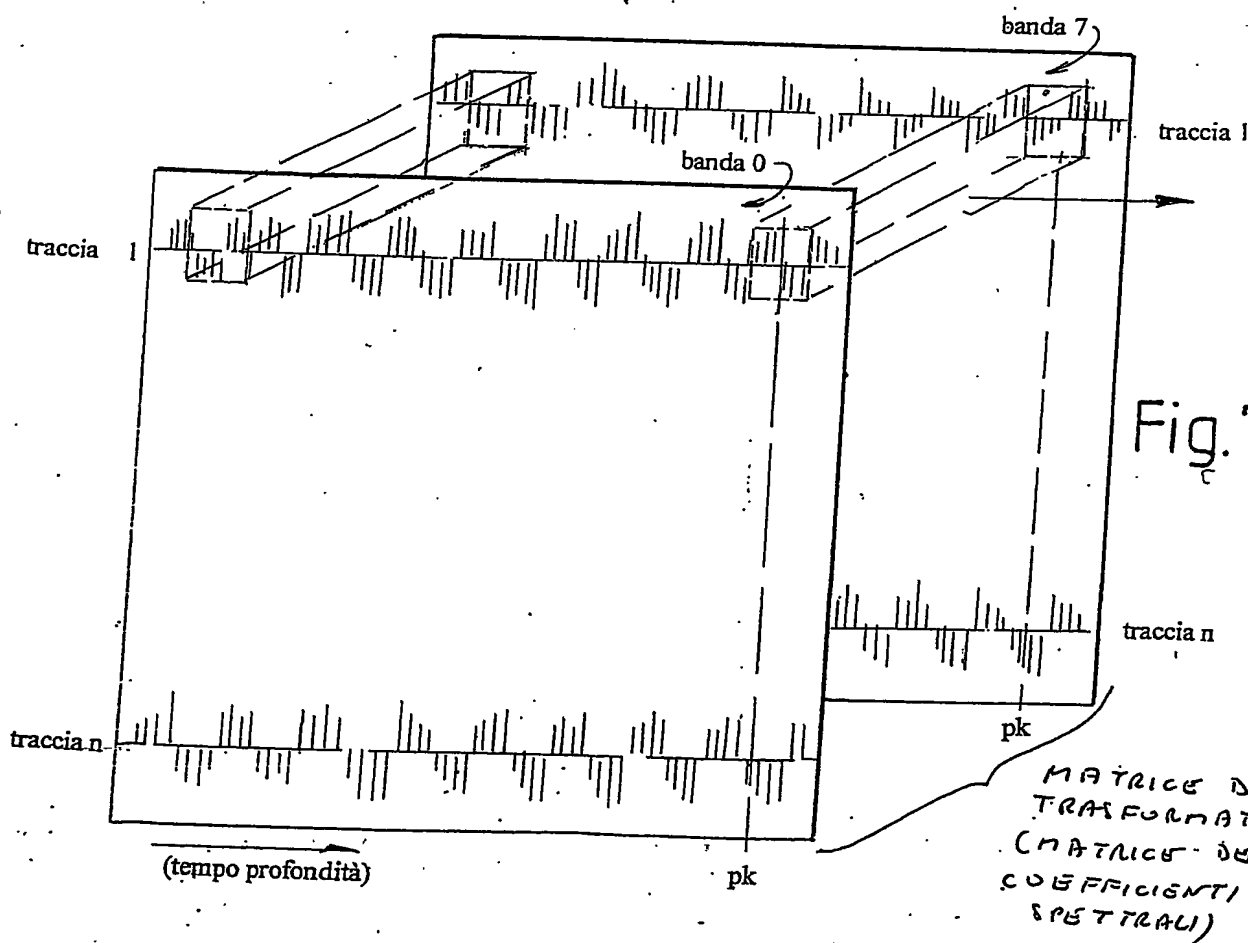 banda 7
traccia 1
banda 0
traccia 1
Fig.
traccia n
traccia n
pk
(tempo profondità)
pk
MATRICE D
TRASFORMAT
(MATRICE DE
COEFFICIENTI
SPETTRALI)